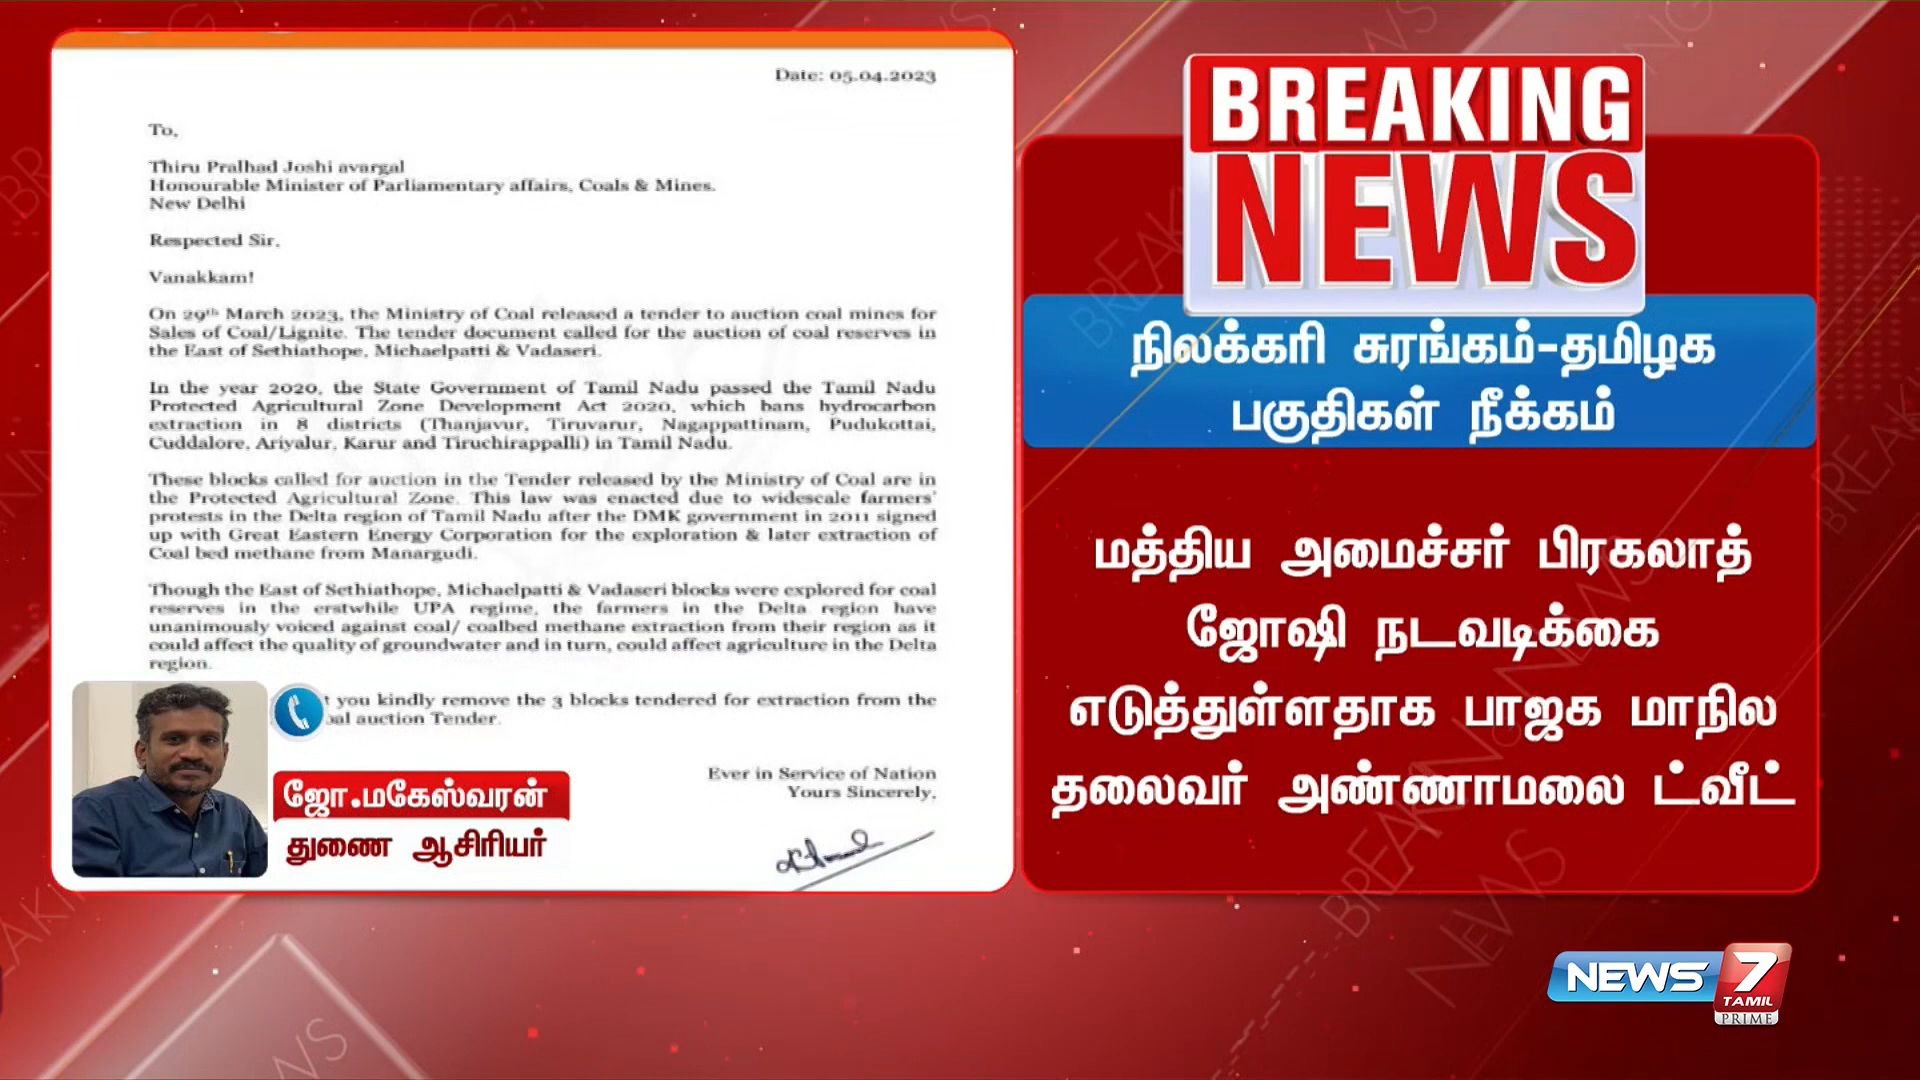 Date: 05.04.2023
To,
Thiru Pralhad Joshi avargal
Honourable Minister of Parliamentary affairs, Coals & Mines.
New Delhi
Respected Sir,
Vanakkam!
On 29th March 2023, the Ministry of Coal released a tender to auction coal mines for
Sales of Coal/Lignite. The tender document called for the auction of coal reserves in
the East of Sethiathope, Michaelpatti & Vadaseri.
In the year 2020, the State Government of Tamil Nadu passed the Tamil Nadu
Protected Agricultural Zone Development Act 2020, which bans hydrocarbon
extraction in 8 districts (Thanjavur, Tiruvarur, Nagappattinam, Pudukottai,
Cuddalore, Ariyalur, Karur and Tiruchirappalli) in Tamil Nadu.
These blocks called for auction in the Tender released by the Ministry of Coal are in
the Protected Agricultural Zone. This law was enacted due to widescale farmers'
protests in the Delta region of Tamil Nadu after the DMK government in 2011 signed
up with Great Eastern Energy Corporation for the exploration & later extraction of
Coal bed methane from Manargudi.
Though the East of Sethiathope, Michaelpatti & Vadaseri blocks were explored for coal
reserves in the erstwhile UPA regime, the farmers in the Delta region have
unanimously voiced against coal/ coalbed methane extraction from their region as it
could affect the quality of groundwater and in turn, could affect agriculture in the Delta
region.
you kindly remove the 3 blocks tendered for extraction from the
auction Tender.
Ever in Service of Nation
Yours Sincerely,
ஜோ.மகேஸ்வரன்
துணை ஆசிரியர்
BREAKING
NEWS
நிலக்கரி சுரங்கம்-தமிழக
பகுதிகள் நீக்கம்
மத்திய அமைச்சர் பிரகலாத்
ஜோஷி நடவடிக்கை
எடுத்துள்ளதாக பாஜக மாநில
தலைவர் அண்ணாமலை ட்வீட்
NEWS 7
TAMIL
PRIME